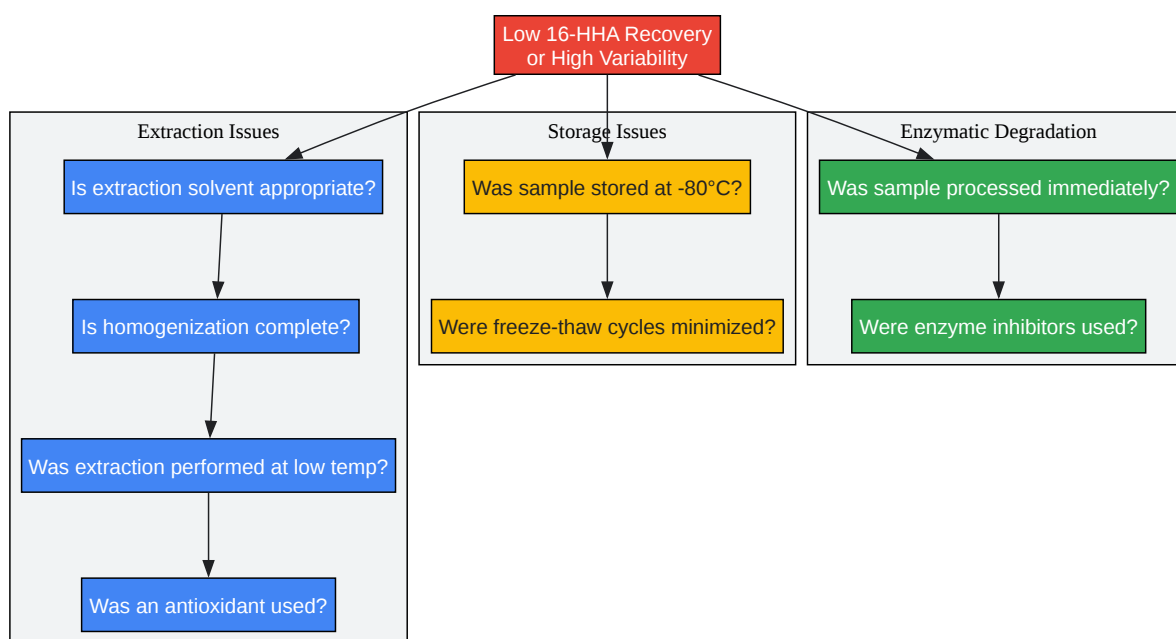 Low 16-HHA Recovery
or High Variability
Extraction Issues
Is extraction solvent appropriate?
Is homogenization complete?
Was extraction performed at low temp?
Was an antioxidant used?
Storage Issues
Was sample stored at -80°C?
Were freeze-thaw cycles minimized?
Enzymatic Degradation
Was sample processed immediately?
Were enzyme inhibitors used?